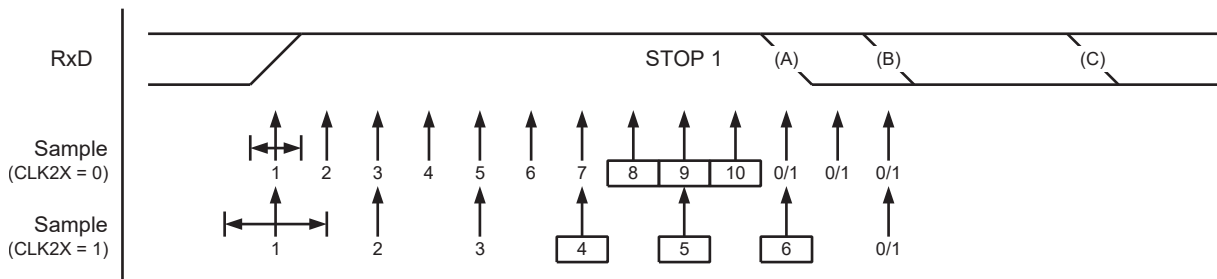 RxD STOP 1 (A) (B) (C)
Sample
(CLK2X = 0)
1 2 3 4 5 6 7 8 9 10 0/1 0/1 0/1
Sample
(CLK2X = 1)
1 2 3 4 5 6 0/1